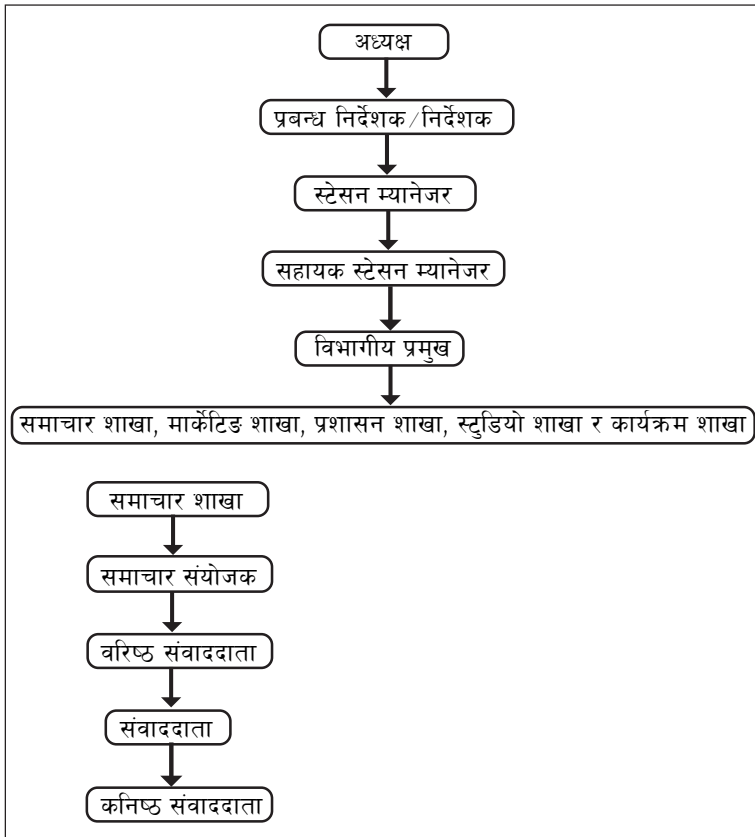 अध्यक्ष
प्रबन्ध निर्देशक/निर्देशक
स्टेसन म्यानेजर
सहायक स्टेसन म्यानेजर
विभागीय प्रमुख
समाचार शाखा, मार्केटिङ शाखा, प्रशासन शाखा, स्टुडियो शाखा र कार्यक्रम शाखा
समाचार शाखा
समाचार संयोजक
वरिष्ठ संवाददाता
संवाददाता
कनिष्ठ संवाददाता